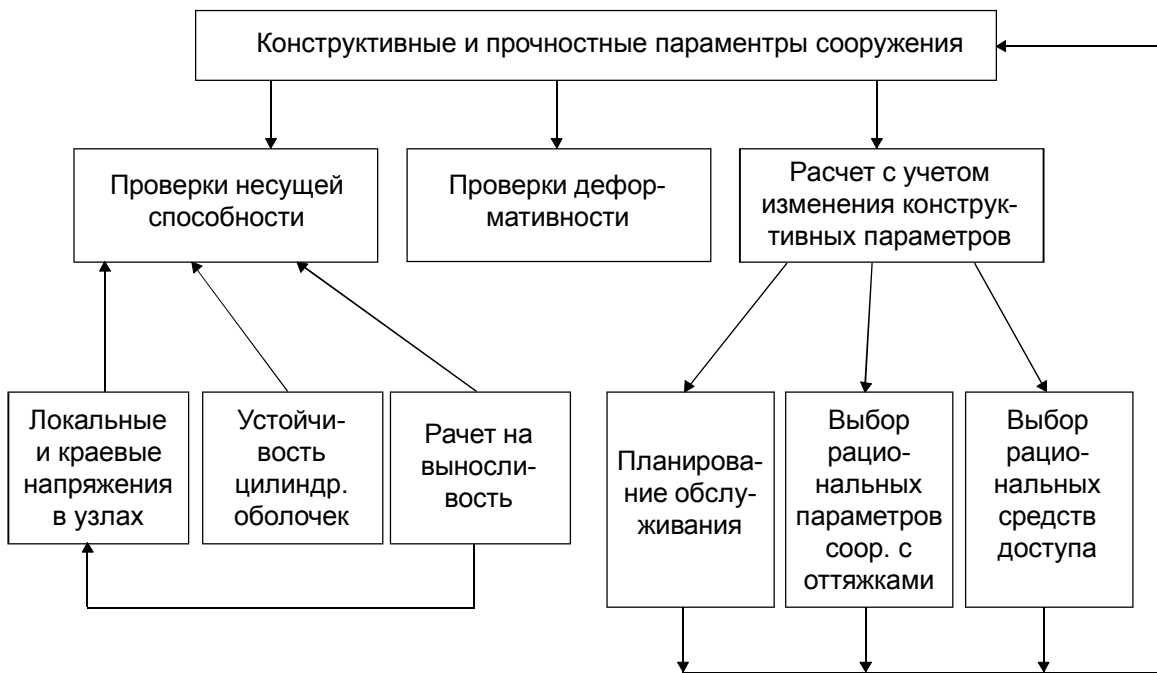 Конструктивные и прочностные параментры сооружения
Проверки несущей
способности
Проверки дефор-
мативности
Расчет с учетом
изменения конструк-
тивных параметров
Локальные
и краевые
напряжения
в узлах
Устойчи-
вость
цилиндр.
оболочек
Рачет на
выносли-
вость
Планирова-
ние обслу-
живания
Выбор
рацио-
нальных
параметров
соор. с
оттяжками
Выбор
рацио-
нальных
средств
доступа